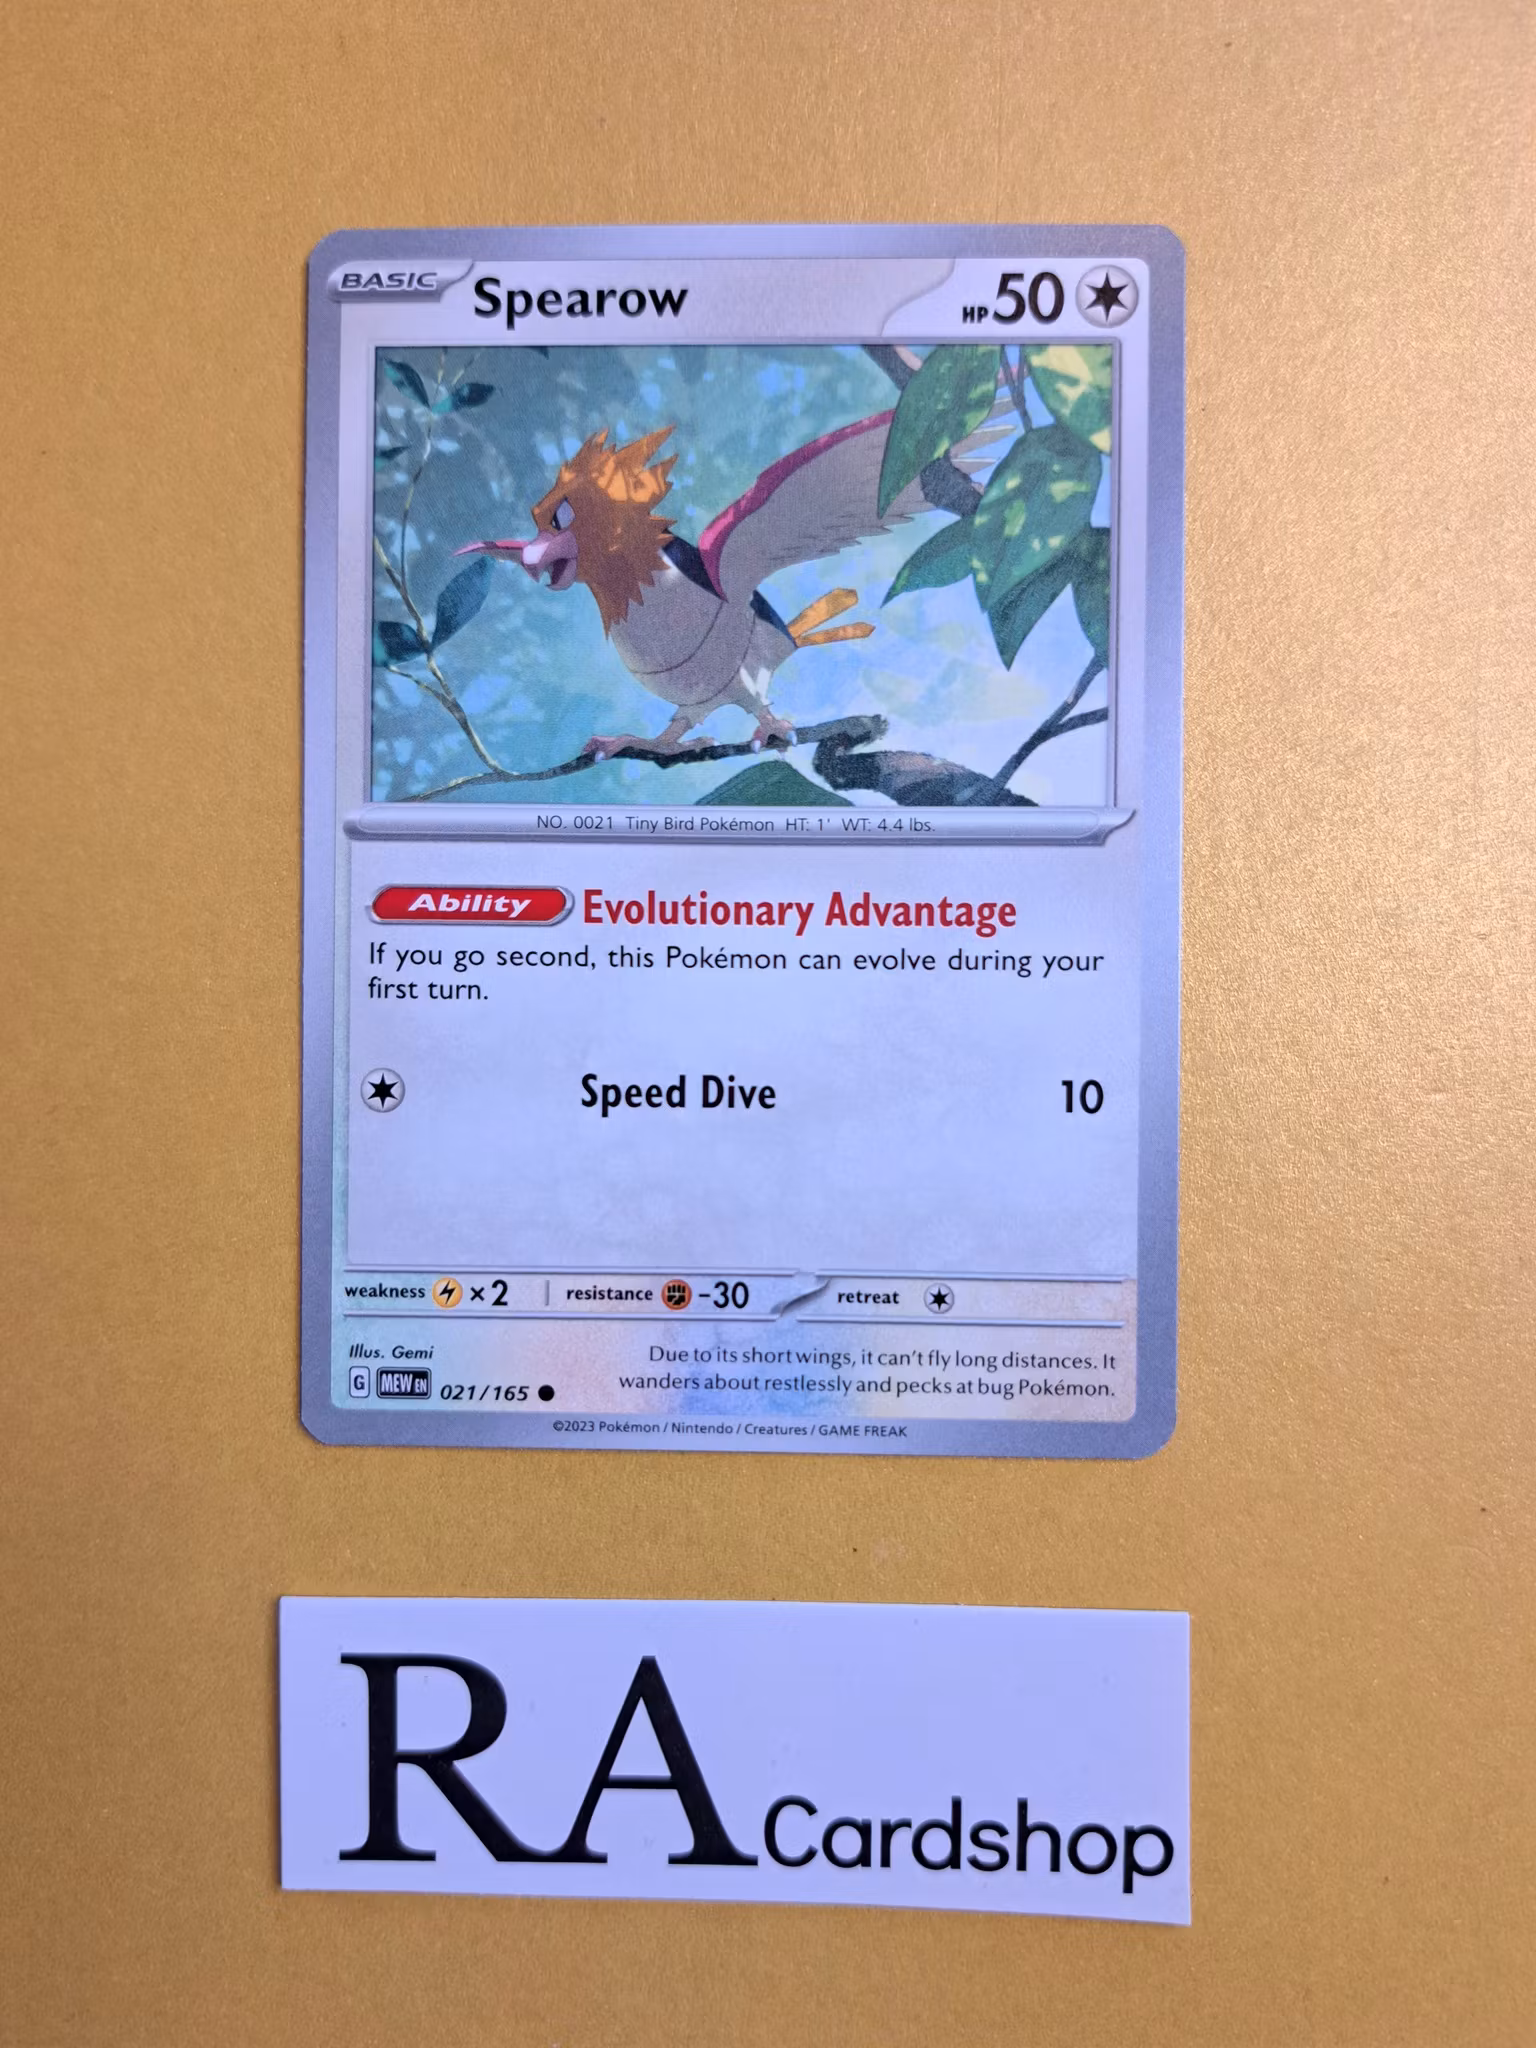 BASIC Spearow HP 50
NO. 0021 Tiny Bird Pokémon HT: 1' WT: 4.4 lbs.
Ability Evolutionary Advantage
If you go second, this Pokémon can evolve during your
first turn.
Speed Dive 10
weakness ×2 resistance -30 retreat
Illus. Gemi
Due to its short wings, it can't fly long distances. It
wanders about restlessly and pecks at bug Pokémon.
G MEW EN 021/165
©2023 Pokémon / Nintendo / Creatures / GAME FREAK
RA Cardshop